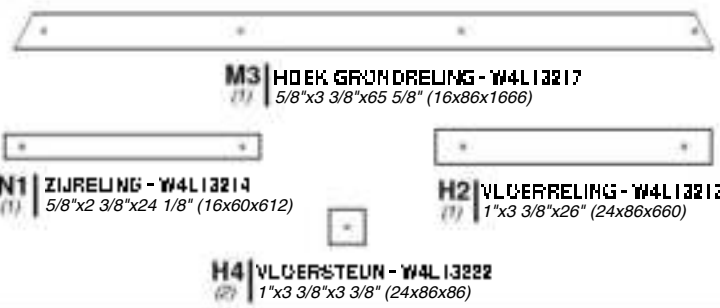 M3 HOEK GRONDRELING - W4L13217
(1) 5/8"x3 3/8"x65 5/8" (16x86x1666)
N1 ZIJRELING - W4L13214
(1) 5/8"x2 3/8"x24 1/8" (16x60x612)
H2 VLOERRELING - W4L13213
(1) 1"x3 3/8"x26" (24x86x660)
H4 VLOERSTEUN - W4L13222
(2) 1"x3 3/8"x3 3/8" (24x86x86)